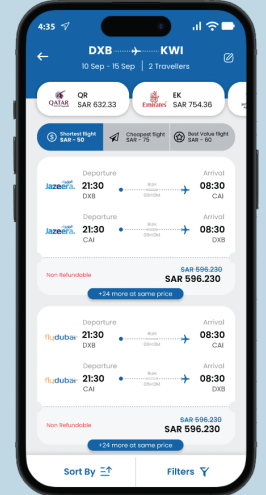 4:35
DXB KWI
10 Sep - 15 Sep | 2 Travellers
QATAR
QR
SAR 632.33
Emirates
EK
SAR 754.36
Shortest flight
SAR - 50
Cheapest flight
SAR - 75
Best Value flight
SAR - 60
Departure Arrival
Jazeera. 21:30 08:30
DXB CAI
Departure Arrival
Jazeera. 21:30 08:30
CAI DXB
Non Refundable
SAR 596.230
SAR 596.230
+24 more at same price
Departure Arrival
flydubai 21:30 08:30
DXB CAI
Departure Arrival
flydubai 21:30 08:30
CAI DXB
Non Refundable
SAR 596.230
SAR 596.230
+24 more at same price
Sort By Filters